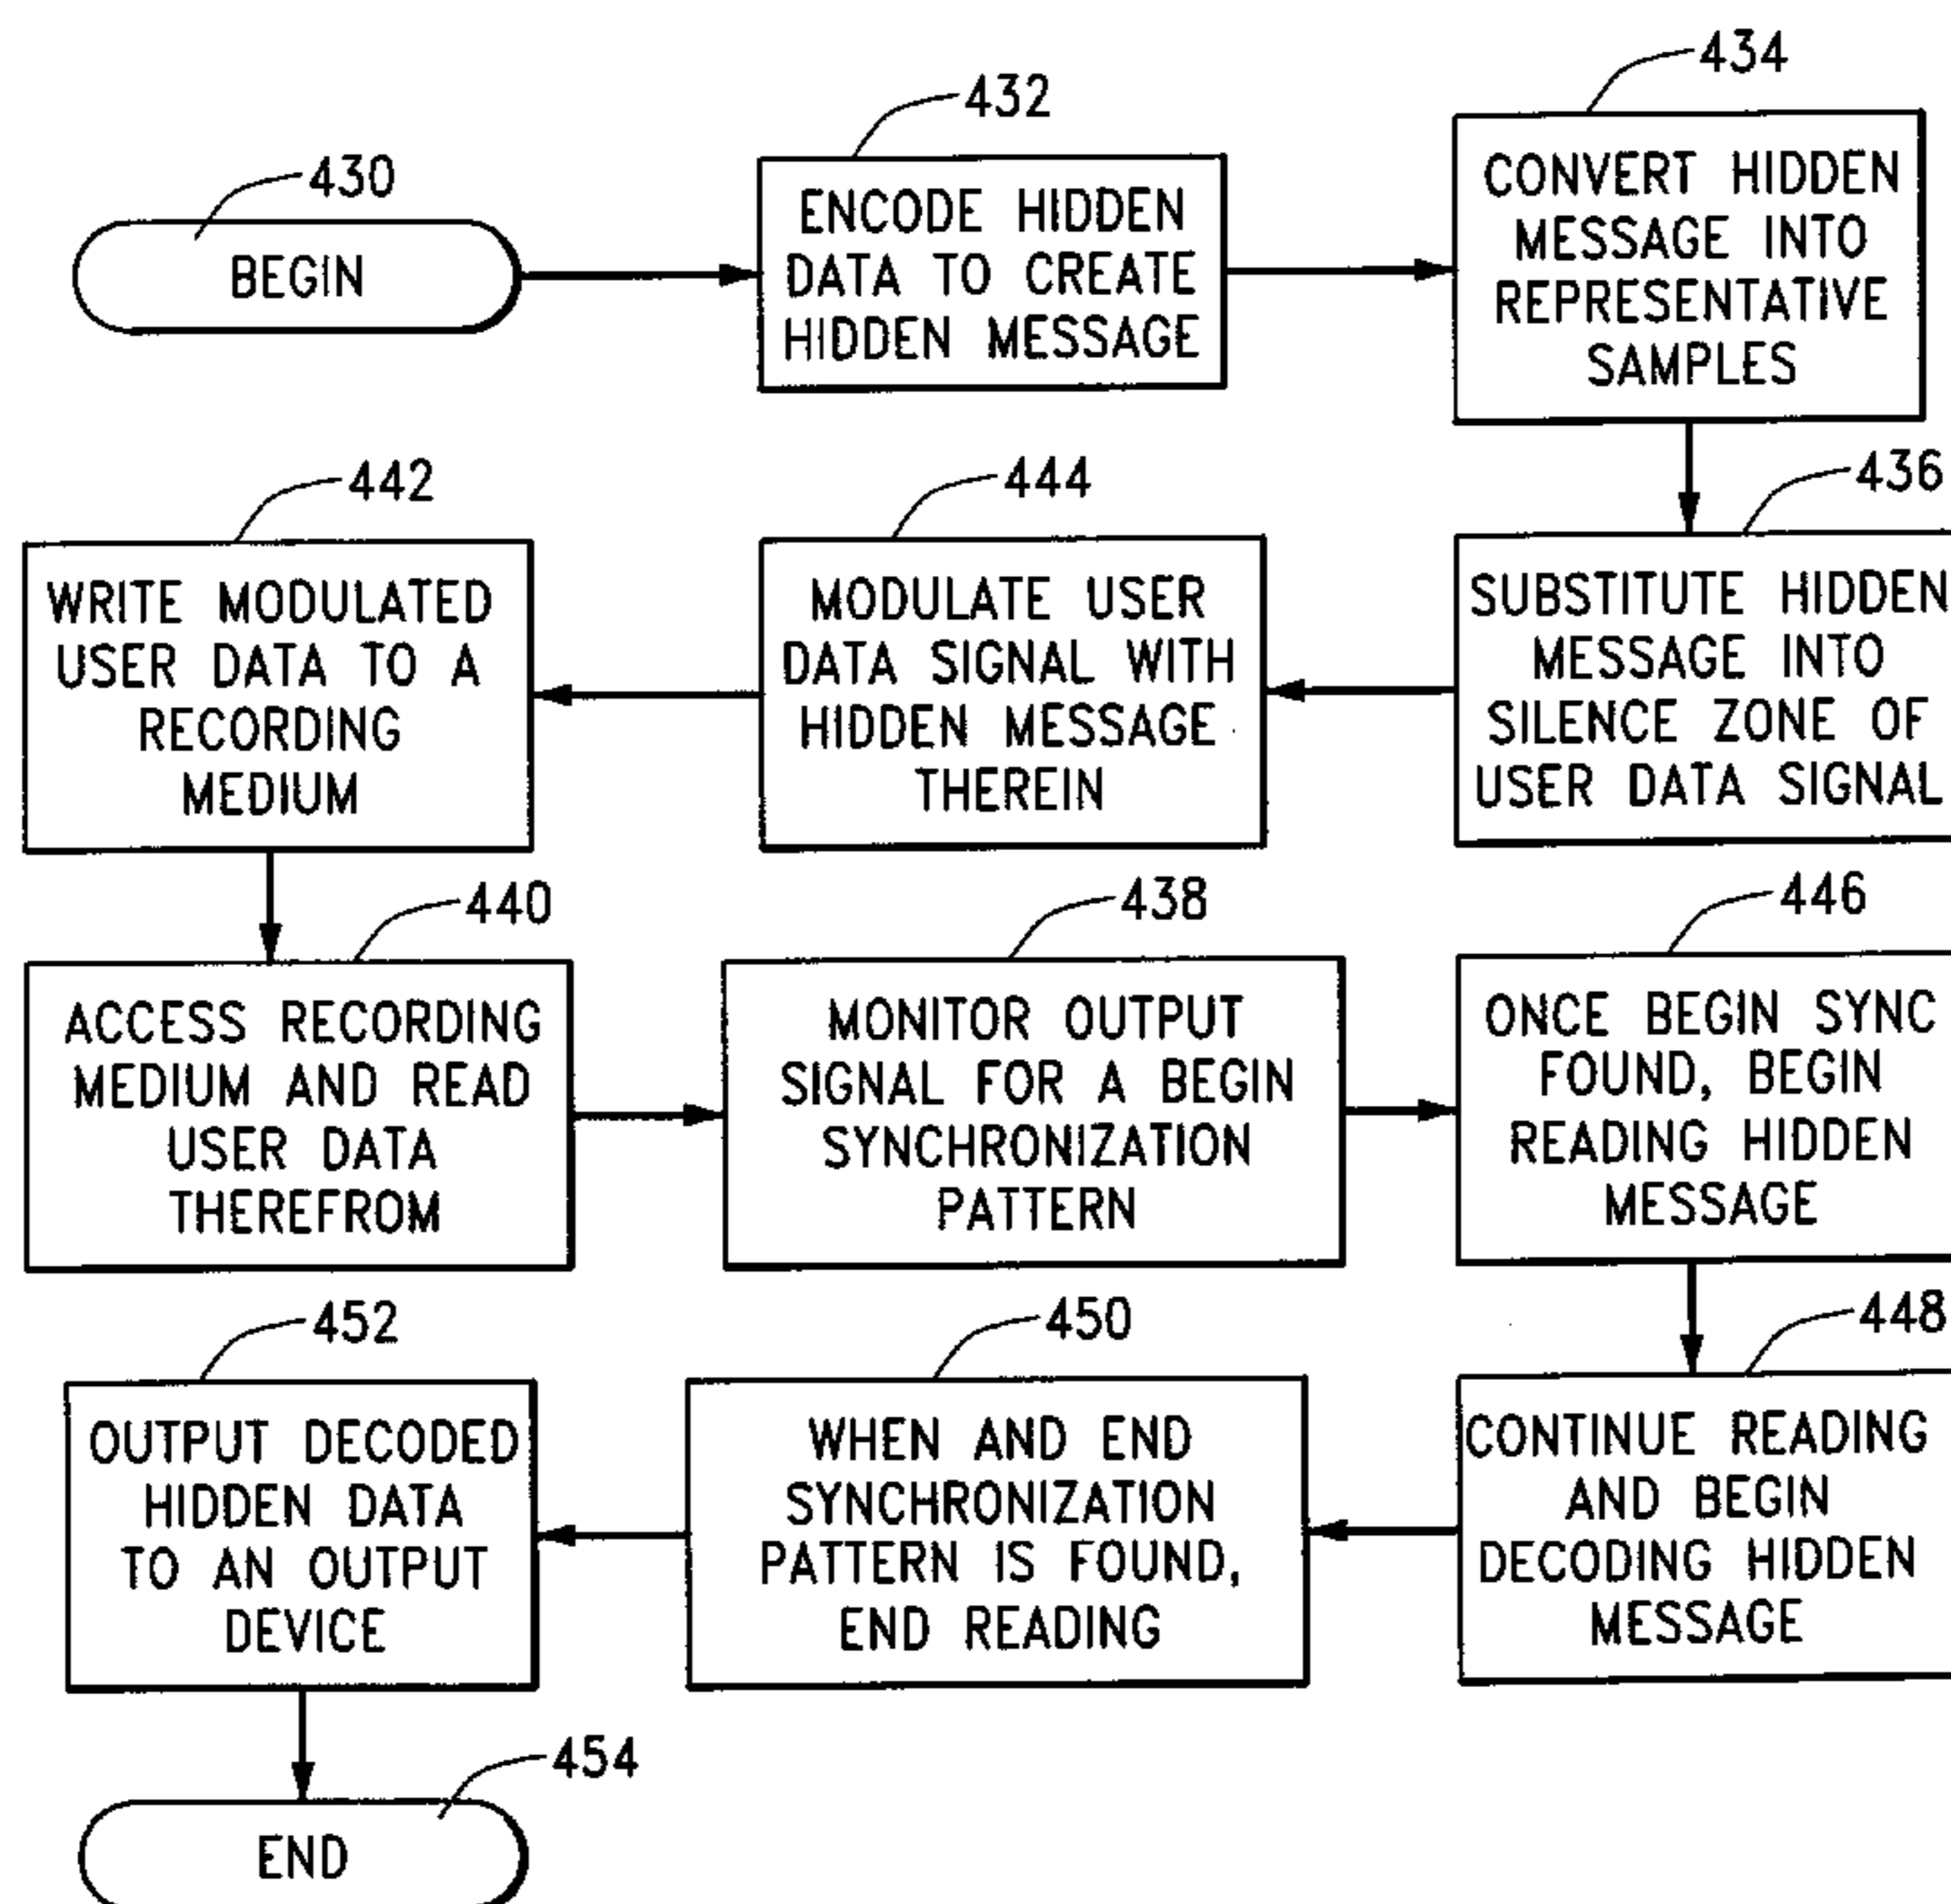 430
BEGIN
432
ENCODE HIDDEN
DATA TO CREATE
HIDDEN MESSAGE
434
CONVERT HIDDEN
MESSAGE INTO
REPRESENTATIVE
SAMPLES
436
SUBSTITUTE HIDDEN
MESSAGE INTO
SILENCE ZONE OF
USER DATA SIGNAL
444
MODULATE USER
DATA SIGNAL WITH
HIDDEN MESSAGE
THEREIN
442
WRITE MODULATED
USER DATA TO A
RECORDING
MEDIUM
440
ACCESS RECORDING
MEDIUM AND READ
USER DATA
THEREFROM
438
MONITOR OUTPUT
SIGNAL FOR A BEGIN
SYNCHRONIZATION
PATTERN
446
ONCE BEGIN SYNC
FOUND, BEGIN
READING HIDDEN
MESSAGE
448
CONTINUE READING
AND BEGIN
DECODING HIDDEN
MESSAGE
450
WHEN AND END
SYNCHRONIZATION
PATTERN IS FOUND,
END READING
452
OUTPUT DECODED
HIDDEN DATA
TO AN OUTPUT
DEVICE
454
END